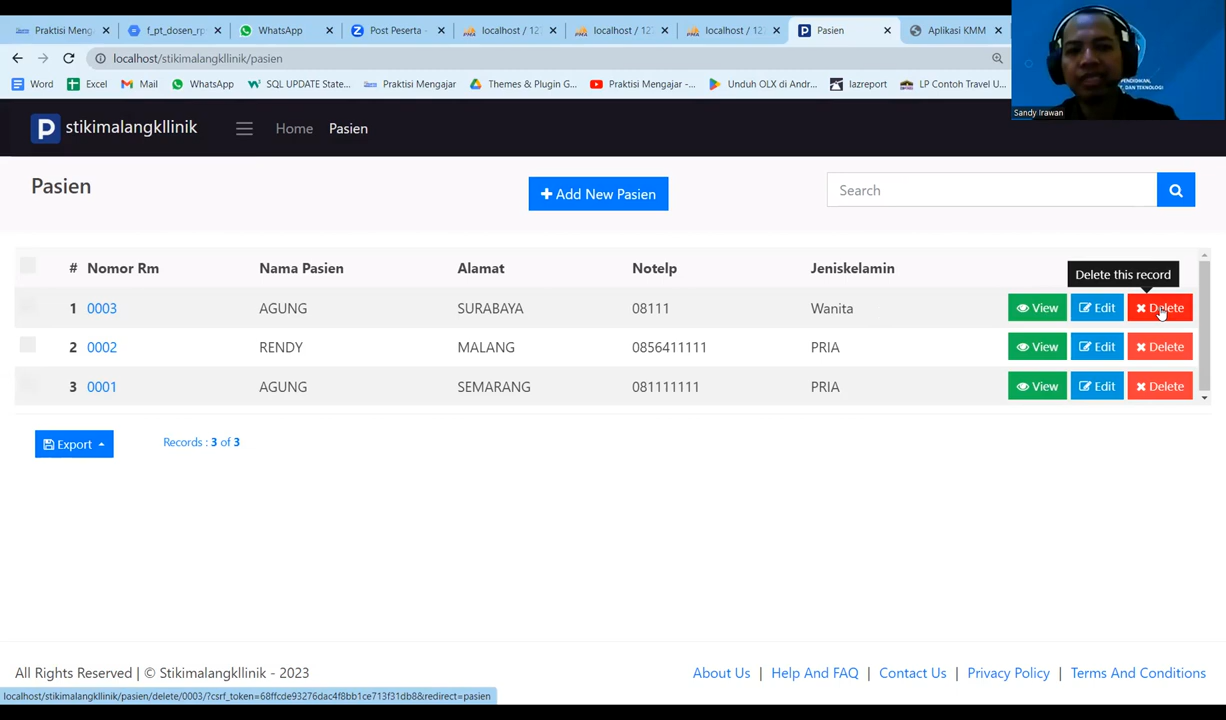 Praktisi Meng
f_pt_dosen_rp
WhatsApp
Post Peserta -
localhost / 12
localhost / 12
localhost / 12
Pasien
Aplikasi KMM
localhost/stikimalangkllinik/pasien
Word
Excel
Mail
WhatsApp
SQL UPDATE State...
Praktisi Mengajar
Themes & Plugin G...
Praktisi Mengajar -...
Unduh OLX di Andr...
lazreport
LP Contoh Travel U...
Sandy Irawan
stikimalangkllinik
Home
Pasien
Pasien
Add New Pasien
Search
# Nomor Rm Nama Pasien Alamat Notelp Jeniskelamin
Delete this record
1 0003 AGUNG SURABAYA 08111 Wanita View Edit Delete
2 0002 RENDY MALANG 0856411111 PRIA View Edit Delete
3 0001 AGUNG SEMARANG 081111111 PRIA View Edit Delete
Export
Records : 3 of 3
All Rights Reserved | © Stikimalangkllinik - 2023
About Us | Help And FAQ | Contact Us | Privacy Policy | Terms And Conditions
localhost/stikimalangkllinik/pasien/delete/0003/?csrf_token=68ffcde93276dac4f8bb1ce713f31db8&redirect=pasien